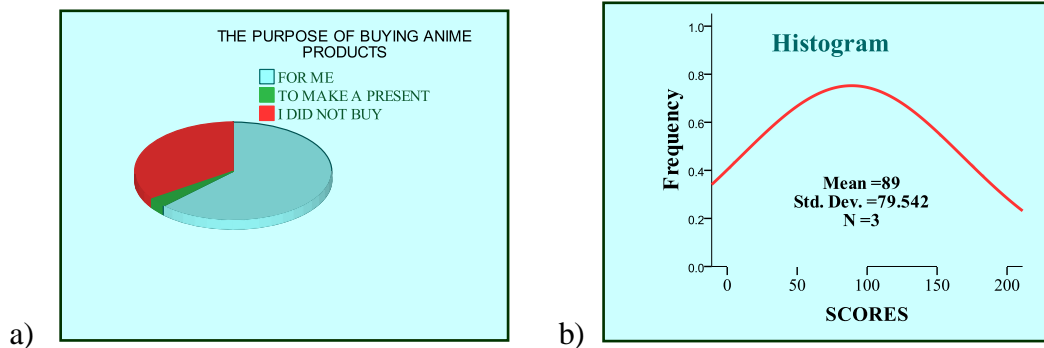 THE PURPOSE OF BUYING ANIME
PRODUCTS
FOR ME
TO MAKE A PRESENT
I DID NOT BUY
a)
Histogram
Frequency
1.0
0.8
0.6
0.4
0.2
0.0
Mean =89
Std. Dev. =79.542
N =3
0 50 100 150 200
SCORES
b)